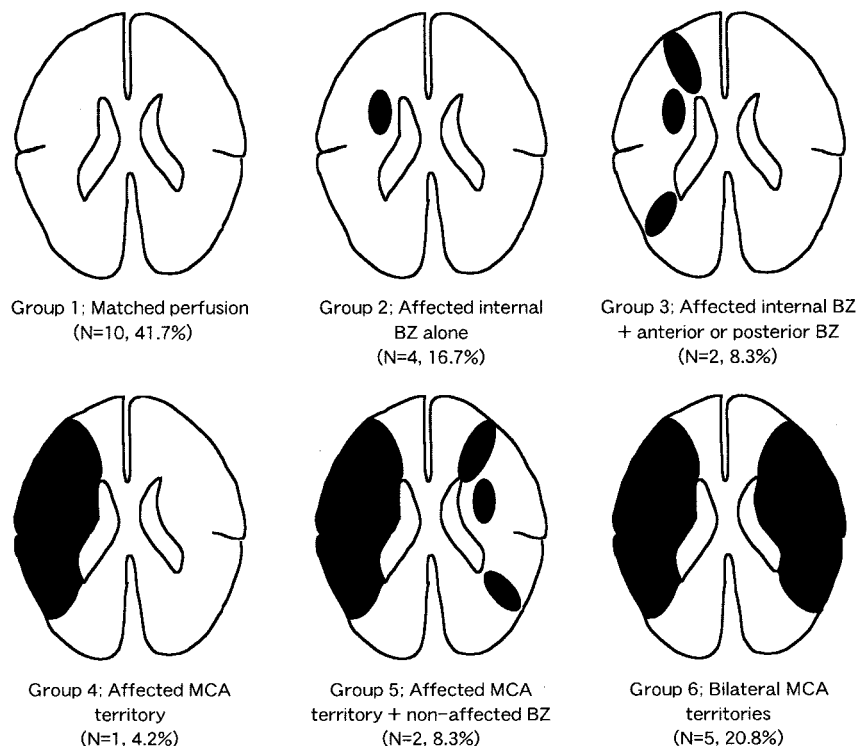 Group 1; Matched perfusion
(N=10, 41.7%)
Group 2; Affected internal
BZ alone
(N=4, 16.7%)
Group 3; Affected internal BZ
+ anterior or posterior BZ
(N=2, 8.3%)
Group 4; Affected MCA
territory
(N=1, 4.2%)
Group 5; Affected MCA
territory + non-affected BZ
(N=2, 8.3%)
Group 6; Bilateral MCA
territories
(N=5, 20.8%)